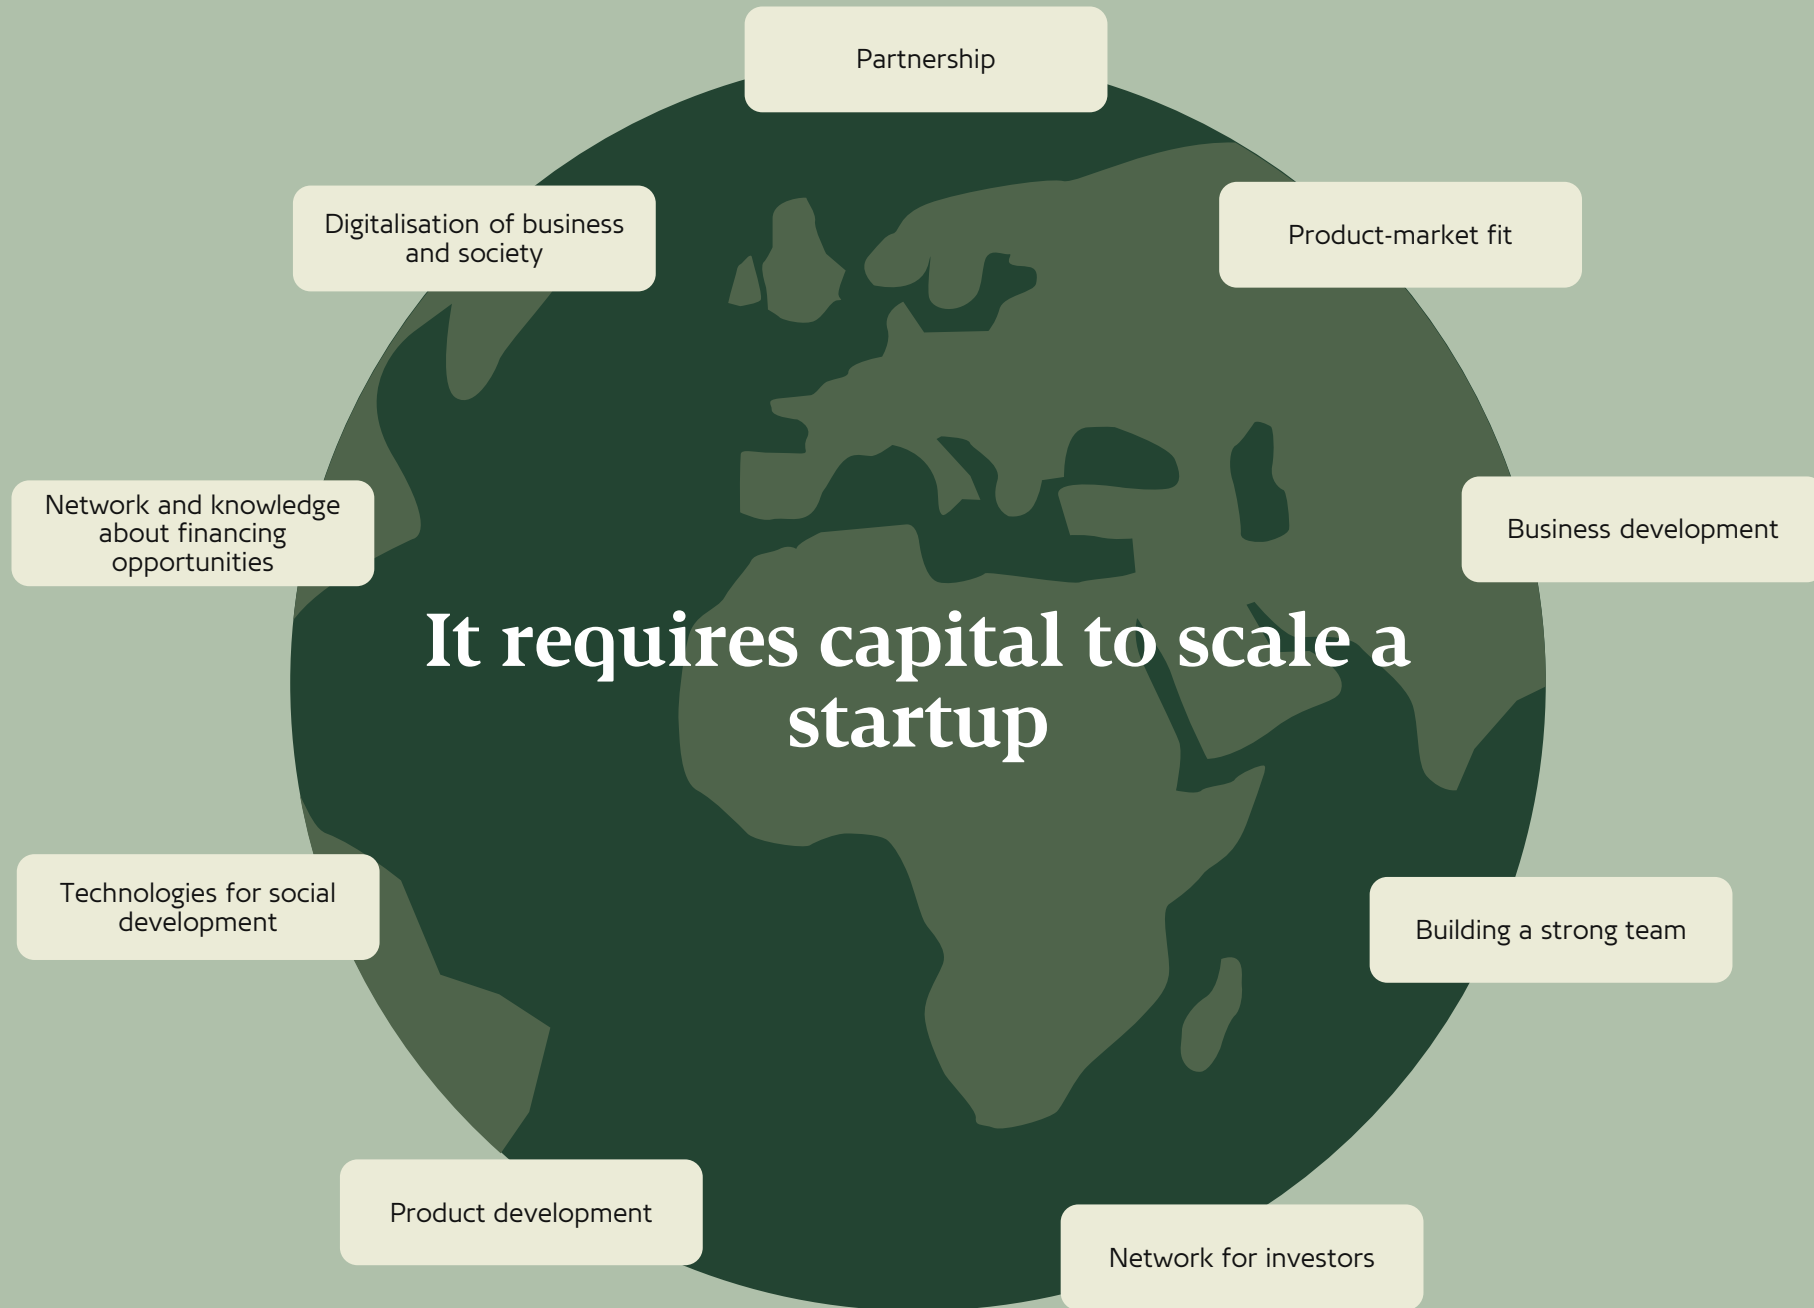 Partnership
Digitalisation of business
and society
Product-market fit
Network and knowledge
about financing
opportunities
Business development
It requires capital to scale a
startup
Technologies for social
development
Building a strong team
Product development
Network for investors